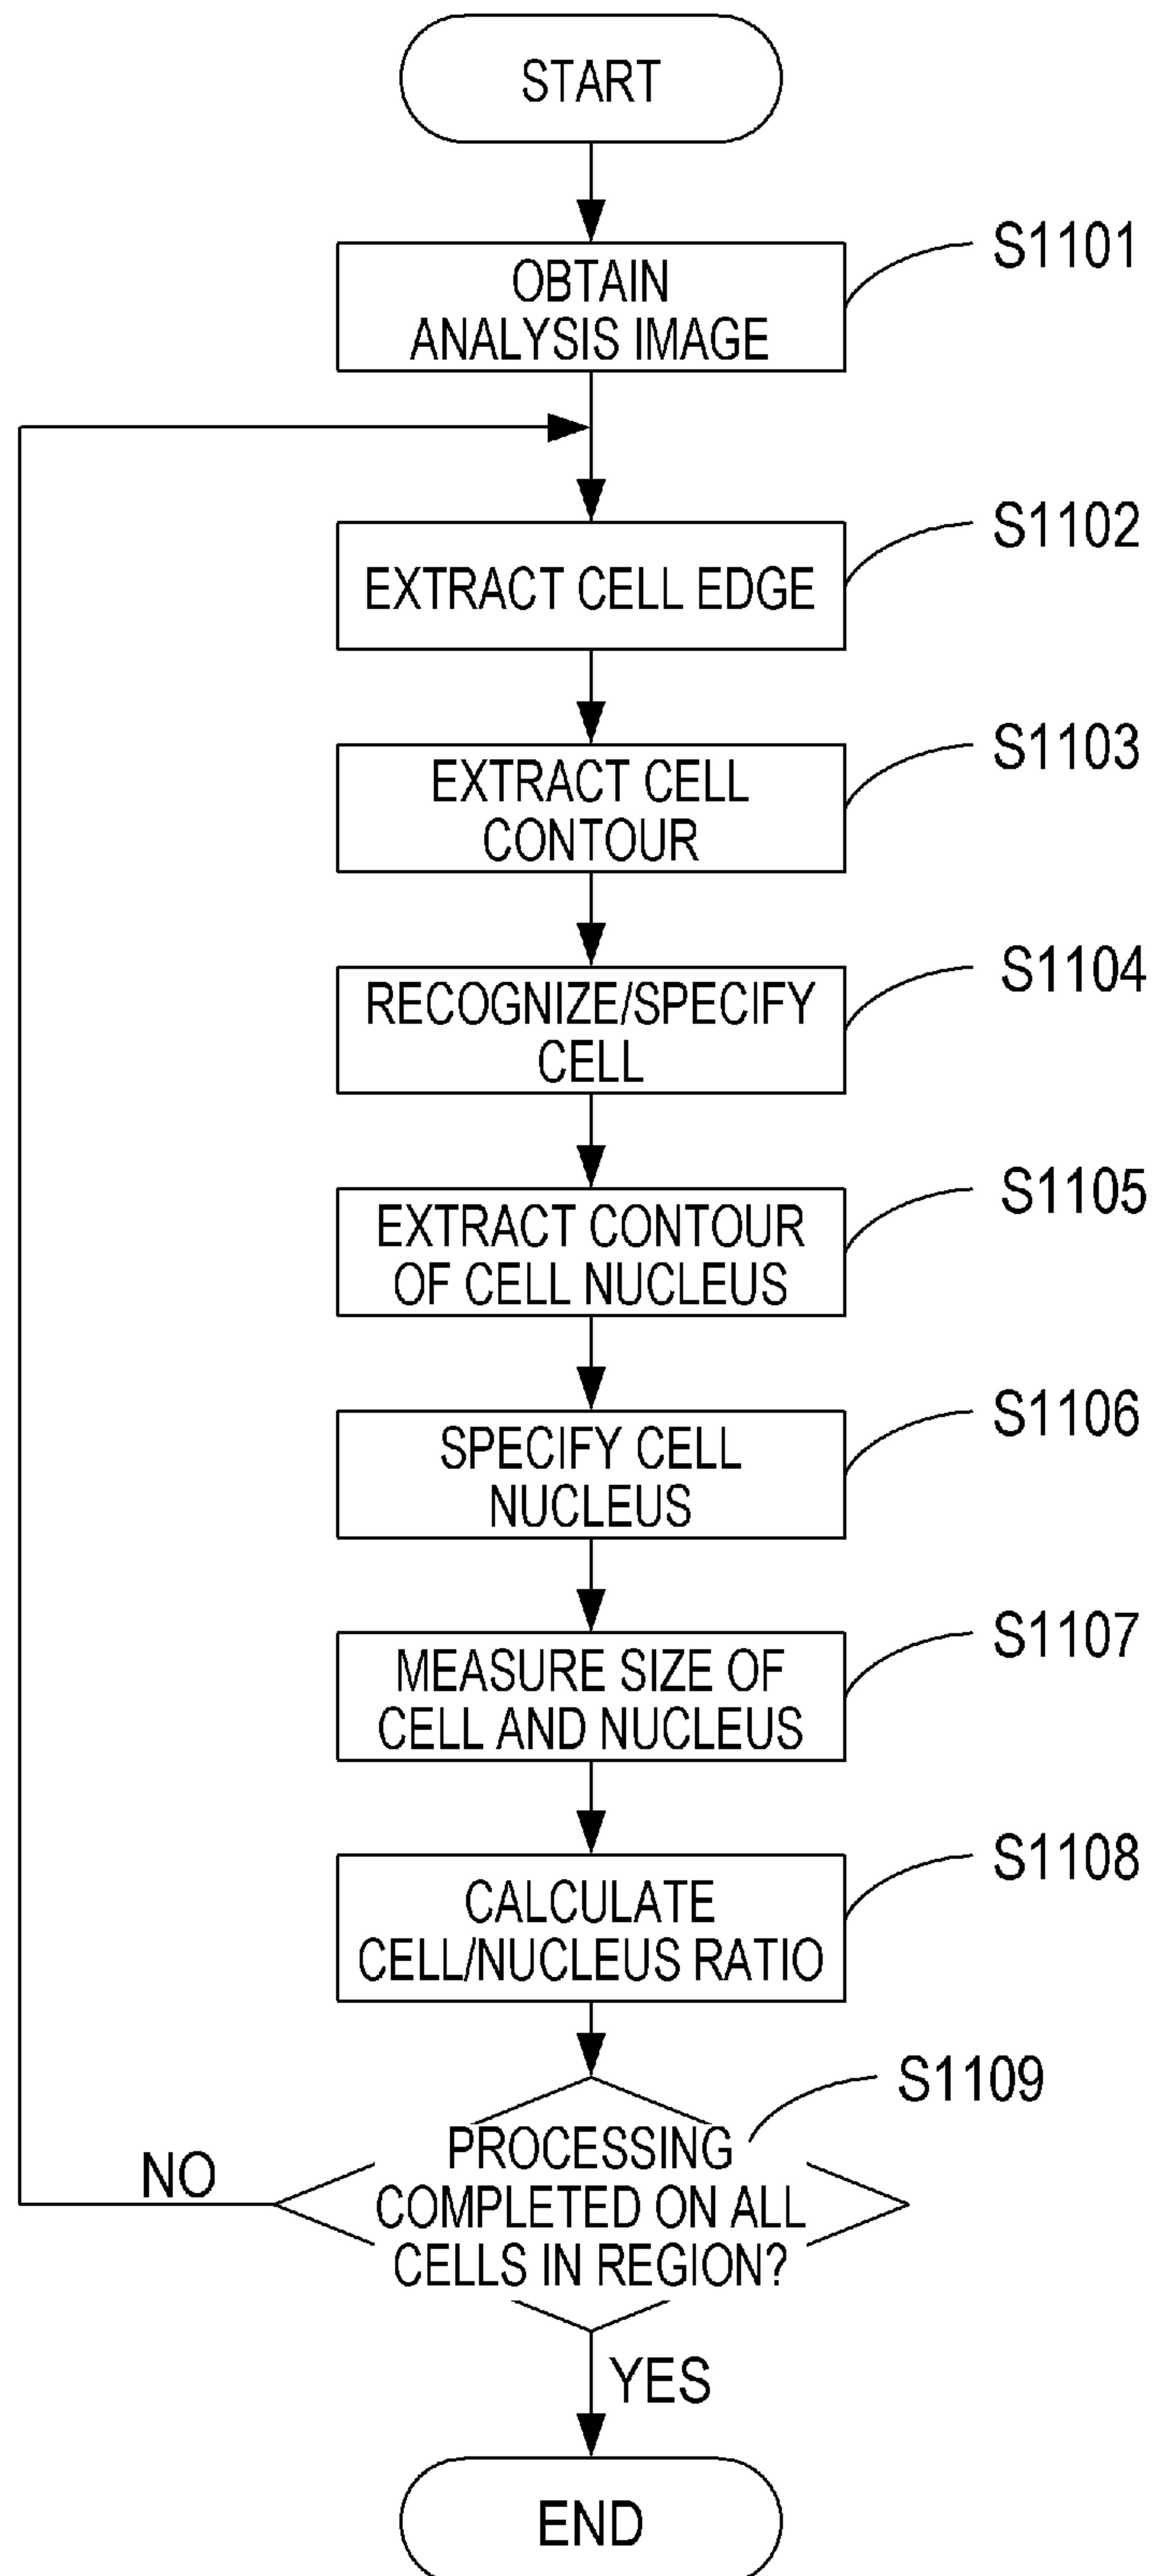 START
S1101
OBTAIN
ANALYSIS IMAGE
S1102
EXTRACT CELL EDGE
S1103
EXTRACT CELL
CONTOUR
S1104
RECOGNIZE/SPECIFY
CELL
S1105
EXTRACT CONTOUR
OF CELL NUCLEUS
S1106
SPECIFY CELL
NUCLEUS
S1107
MEASURE SIZE OF
CELL AND NUCLEUS
S1108
CALCULATE
CELL/NUCLEUS RATIO
S1109
PROCESSING
COMPLETED ON ALL
CELLS IN REGION?
NO
YES
END